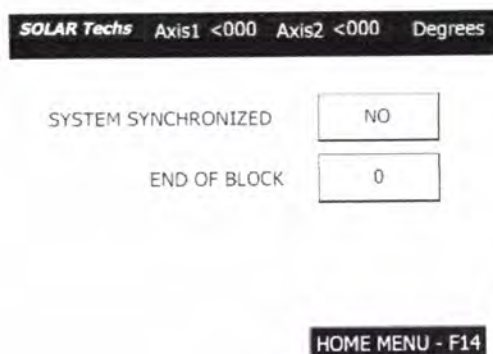 SOLAR Techs Axis1 <000 Axis2 <000 Degrees
SYSTEM SYNCHRONIZED NO
END OF BLOCK 0
HOME MENU - F14